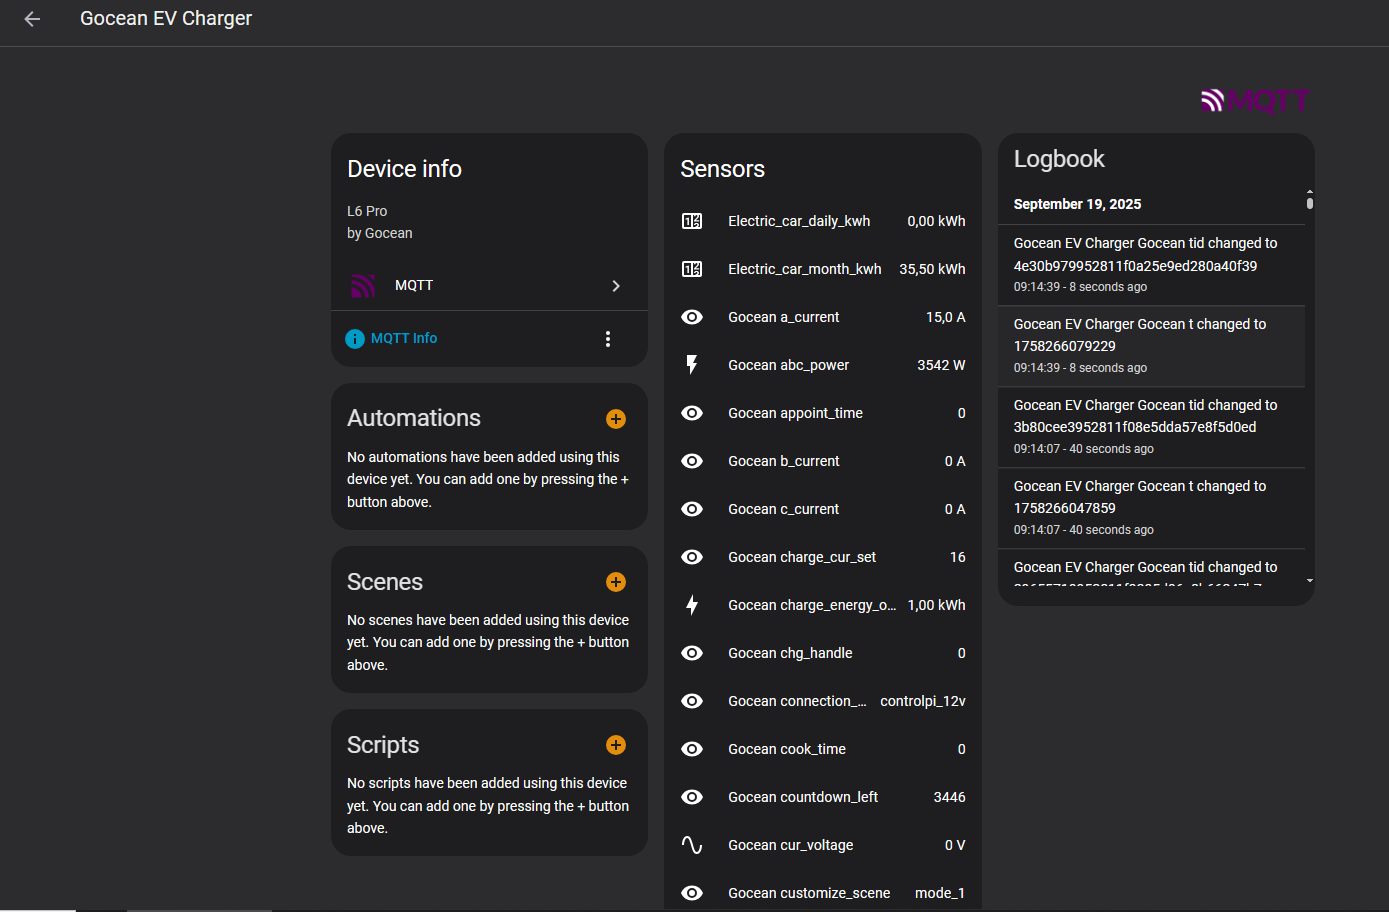 Gocean EV Charger
MQTT
Device info
L6 Pro
by Gocean
MQTT
MQTT Info
Automations
No automations have been added using this
device yet. You can add one by pressing the +
button above.
Scenes
No scenes have been added using this device
yet. You can add one by pressing the + button
above.
Scripts
No scripts have been added using this device
yet. You can add one by pressing the + button
above.
Sensors
Electric_car_daily_kwh 0,00 kWh
Electric_car_month_kwh 35,50 kWh
Gocean a_current 15,0 A
Gocean abc_power 3542 W
Gocean appoint_time 0
Gocean b_current 0 A
Gocean c_current 0 A
Gocean charge_cur_set 16
Gocean charge_energy_o... 1,00 kWh
Gocean chg_handle 0
Gocean connection_... controlpi_12v
Gocean cook_time 0
Gocean countdown_left 3446
Gocean cur_voltage 0 V
Gocean customize_scene mode_1
Logbook
September 19, 2025
Gocean EV Charger Gocean tid changed to
4e30b979952811f0a25e9ed280a40f39
09:14:39 - 8 seconds ago
Gocean EV Charger Gocean t changed to
1758266079229
09:14:39 - 8 seconds ago
Gocean EV Charger Gocean tid changed to
3b80cee3952811f08e5dda57e8f5d0ed
09:14:07 - 40 seconds ago
Gocean EV Charger Gocean t changed to
1758266047859
09:14:07 - 40 seconds ago
Gocean EV Charger Gocean tid changed to